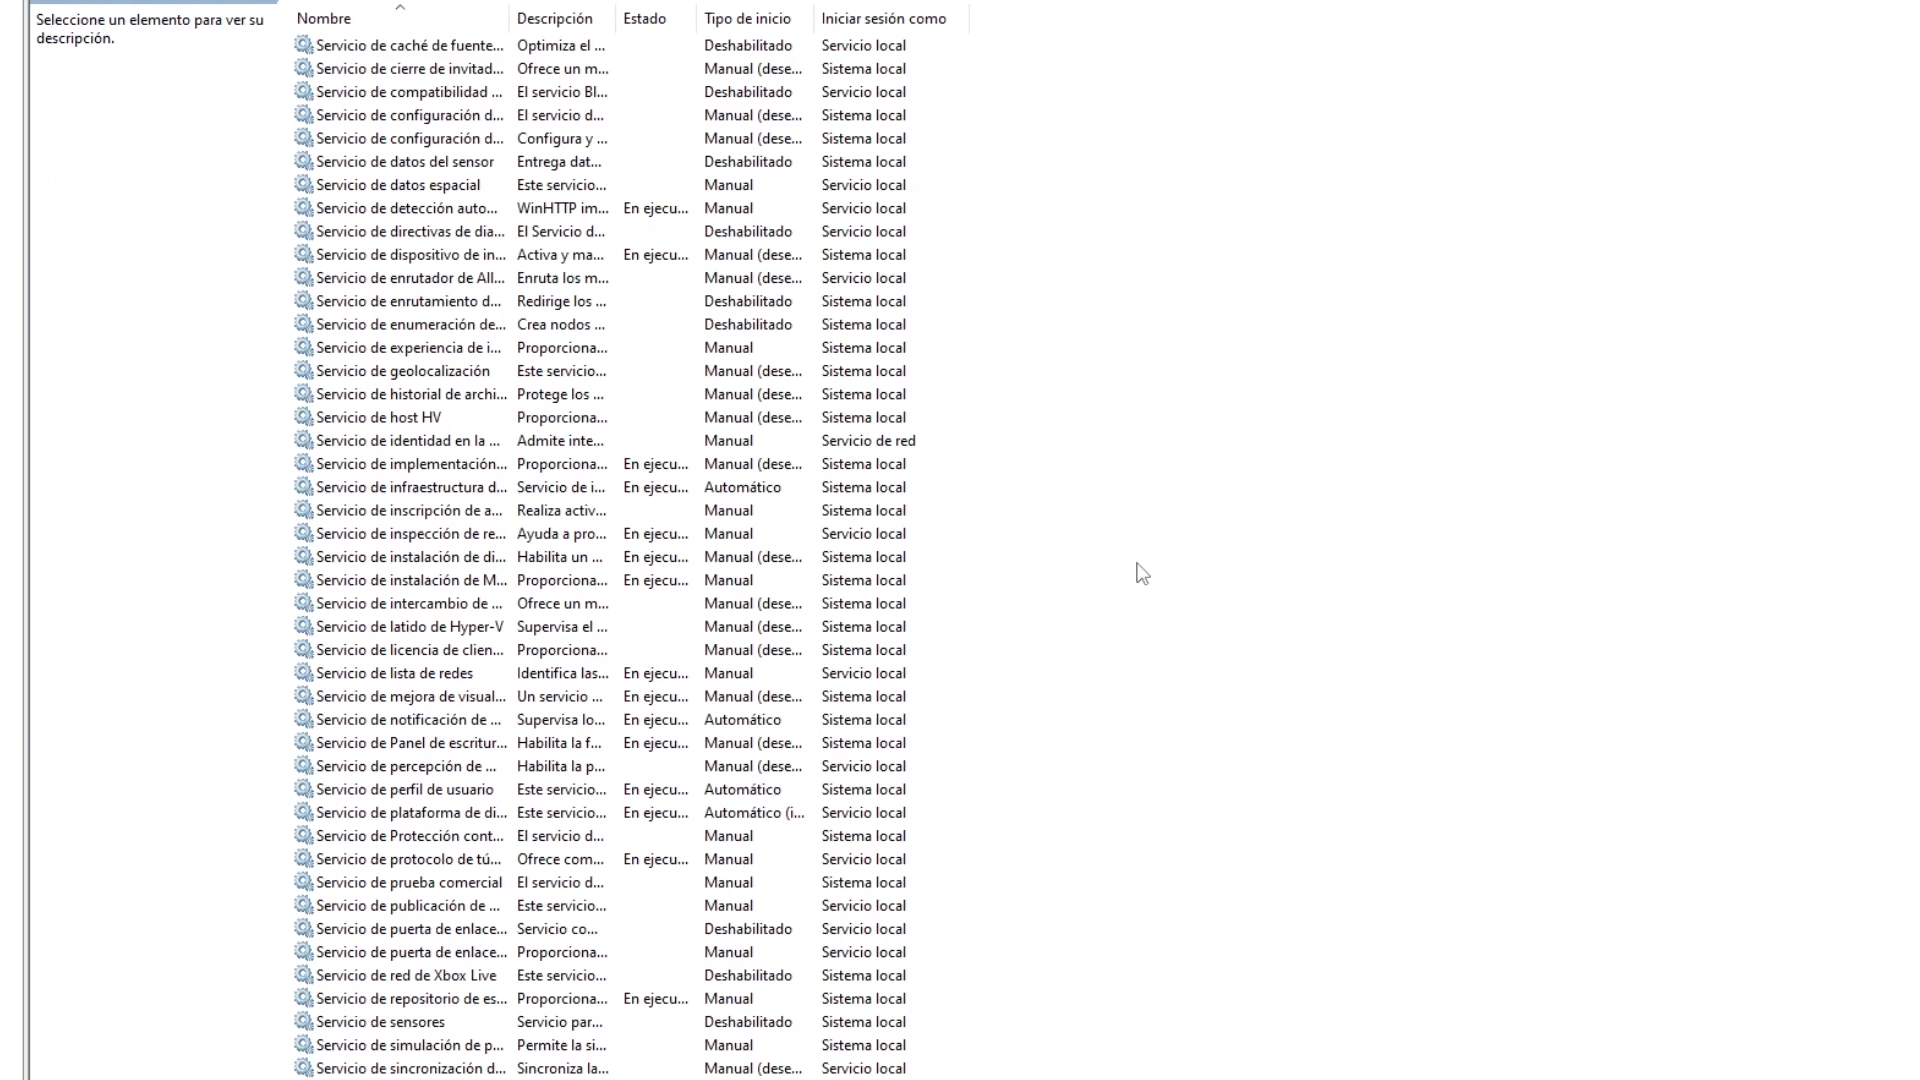 Seleccione un elemento para ver su
descripción.
Nombre Descripción Estado Tipo de inicio Iniciar sesión como
Servicio de caché de fuente... Optimiza el ... Deshabilitado Servicio local
Servicio de cierre de invitad... Ofrece un m... Manual (dese... Sistema local
Servicio de compatibilidad ... El servicio Bl... Deshabilitado Servicio local
Servicio de configuración d... El servicio d... Manual (dese... Sistema local
Servicio de configuración d... Configura y ... Manual (dese... Sistema local
Servicio de datos del sensor Entrega dat... Deshabilitado Sistema local
Servicio de datos espacial Este servicio... Manual Servicio local
Servicio de detección auto... WinHTTP im... En ejecu... Manual Servicio local
Servicio de directivas de dia... El Servicio d... Deshabilitado Servicio local
Servicio de dispositivo de in... Activa y ma... En ejecu... Manual (dese... Sistema local
Servicio de enrutador de All... Enruta los m... Manual (dese... Servicio local
Servicio de enrutamiento d... Redirige los ... Deshabilitado Sistema local
Servicio de enumeración de... Crea nodos ... Deshabilitado Sistema local
Servicio de experiencia de i... Proporciona... Manual Sistema local
Servicio de geolocalización Este servicio... Manual (dese... Sistema local
Servicio de historial de archi... Protege los ... Manual (dese... Sistema local
Servicio de host HV Proporciona... Manual (dese... Sistema local
Servicio de identidad en la ... Admite inte... Manual Servicio de red
Servicio de implementación... Proporciona... En ejecu... Manual (dese... Sistema local
Servicio de infraestructura d... Servicio de i... En ejecu... Automático Sistema local
Servicio de inscripción de a... Realiza activ... Manual Sistema local
Servicio de inspección de re... Ayuda a pro... En ejecu... Manual Servicio local
Servicio de instalación de di... Habilita un ... En ejecu... Manual (dese... Sistema local
Servicio de instalación de M... Proporciona... En ejecu... Manual Sistema local
Servicio de intercambio de ... Ofrece un m... Manual (dese... Sistema local
Servicio de latido de Hyper-V Supervisa el ... Manual (dese... Sistema local
Servicio de licencia de clien... Proporciona... Manual (dese... Sistema local
Servicio de lista de redes Identifica las... En ejecu... Manual Servicio local
Servicio de mejora de visual... Un servicio ... En ejecu... Manual (dese... Sistema local
Servicio de notificación de ... Supervisa lo... En ejecu... Automático Sistema local
Servicio de Panel de escritur... Habilita la f... En ejecu... Manual (dese... Sistema local
Servicio de percepción de ... Habilita la p... Manual (dese... Servicio local
Servicio de perfil de usuario Este servicio... En ejecu... Automático Sistema local
Servicio de plataforma de di... Este servicio... En ejecu... Automático (i... Servicio local
Servicio de Protección cont... El servicio d... Manual Sistema local
Servicio de protocolo de tú... Ofrece com... En ejecu... Manual Servicio local
Servicio de prueba comercial El servicio d... Manual Sistema local
Servicio de publicación de ... Este servicio... Manual Servicio local
Servicio de puerta de enlace... Servicio co... Deshabilitado Servicio local
Servicio de puerta de enlace... Proporciona... Manual Servicio local
Servicio de red de Xbox Live Este servicio... Deshabilitado Sistema local
Servicio de repositorio de es... Proporciona... En ejecu... Manual Sistema local
Servicio de sensores Servicio par... Deshabilitado Sistema local
Servicio de simulación de p... Permite la si... Manual Sistema local
Servicio de sincronización d... Sincroniza la... Manual (dese... Servicio local